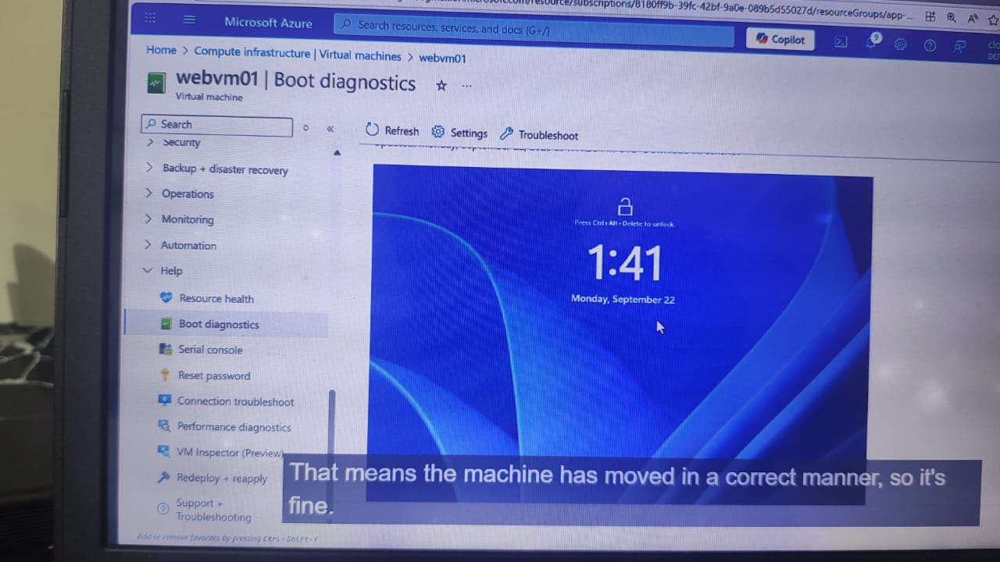 resource/subscriptions/8180ff9b-39fc-42bf-9a0e-089b5d55027d/resourceGroups/app-...
Microsoft Azure
Search resources, services, and docs (G+/)
Copilot
9
Home > Compute infrastructure | Virtual machines > webvm01
webvm01 | Boot diagnostics
Virtual machine
Search
Refresh
Settings
Troubleshoot
Security
Backup + disaster recovery
Operations
Monitoring
Automation
Help
Resource health
Boot diagnostics
Serial console
Reset password
Connection troubleshoot
Performance diagnostics
VM Inspector (Preview)
Redeploy + reapply
Support +
Troubleshooting
Add or remove favorites by pressing Ctrl+Shift+F
Press Ctrl+Alt+Delete to unlock.
1:41
Monday, September 22
That means the machine has moved in a correct manner, so it's
fine.